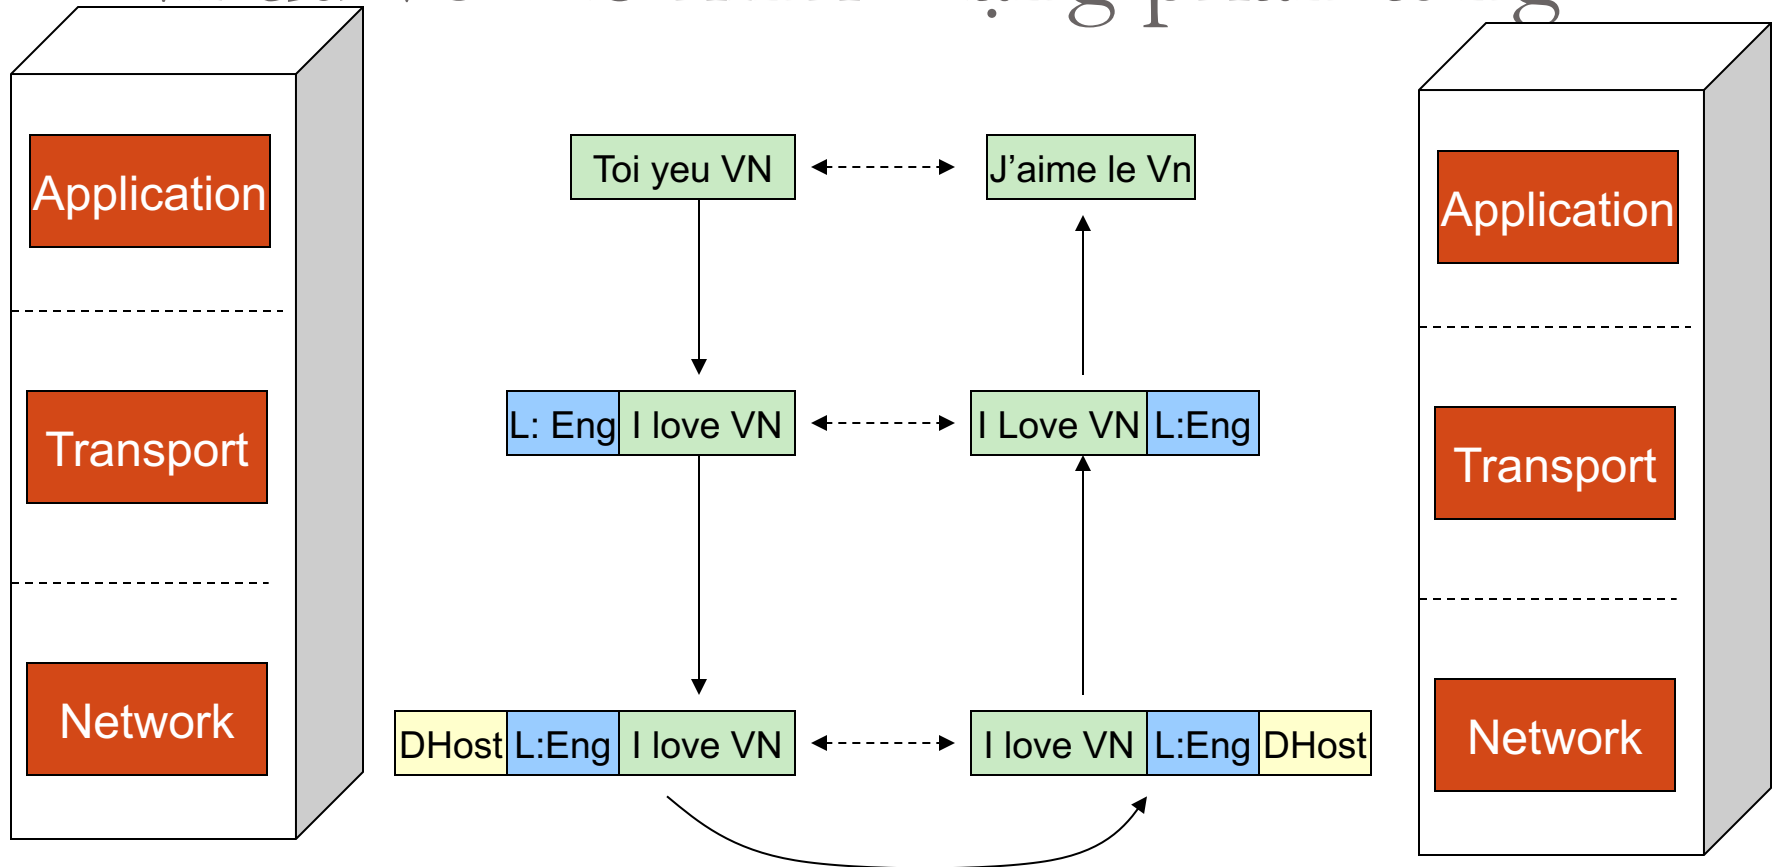 Application
Toi yeu VN
J'aime le Vn
Application
Transport
L: Eng I love VN
I Love VN L:Eng
Transport
Network
DHost L:Eng I love VN
I love VN L:Eng DHost
Network